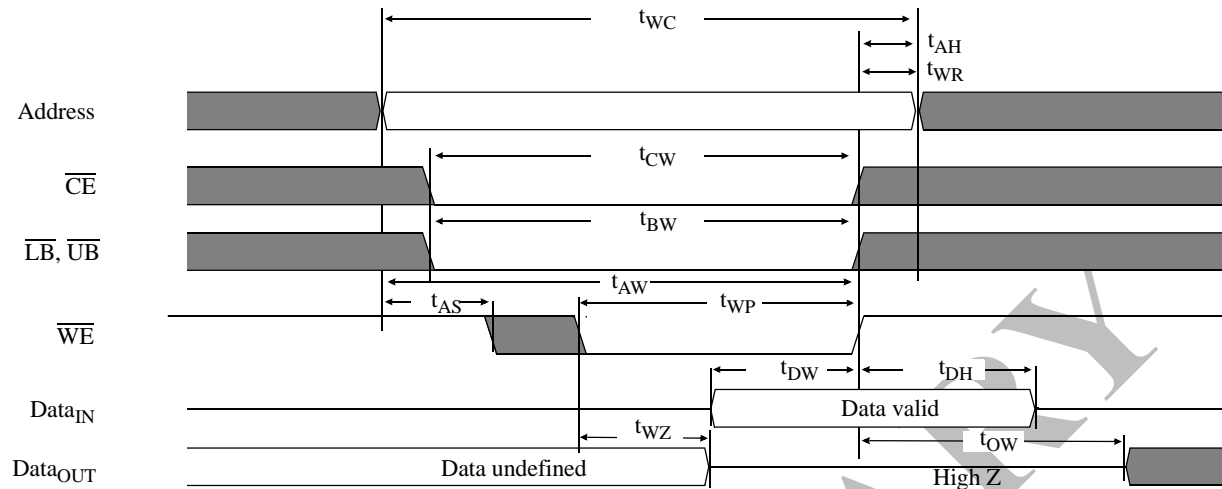 tWC
tAH
tWR
Address
tCW
CE
tBW
LB, UB
tAW
tAS
tWP
WE
tDW
tDH
DataIN
Data valid
tWZ
tOW
DataOUT
Data undefined
High Z